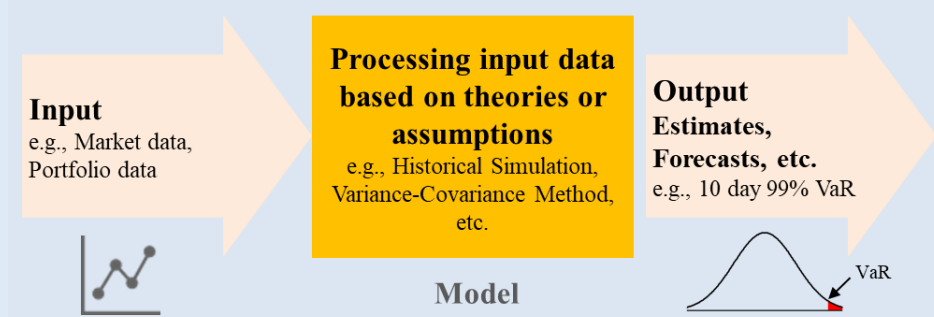 Input
e.g., Market data,
Portfolio data
Processing input data
based on theories or
assumptions
e.g., Historical Simulation,
Variance-Covariance Method,
etc.
Output
Estimates,
Forecasts, etc.
e.g., 10 day 99% VaR
Model
VaR